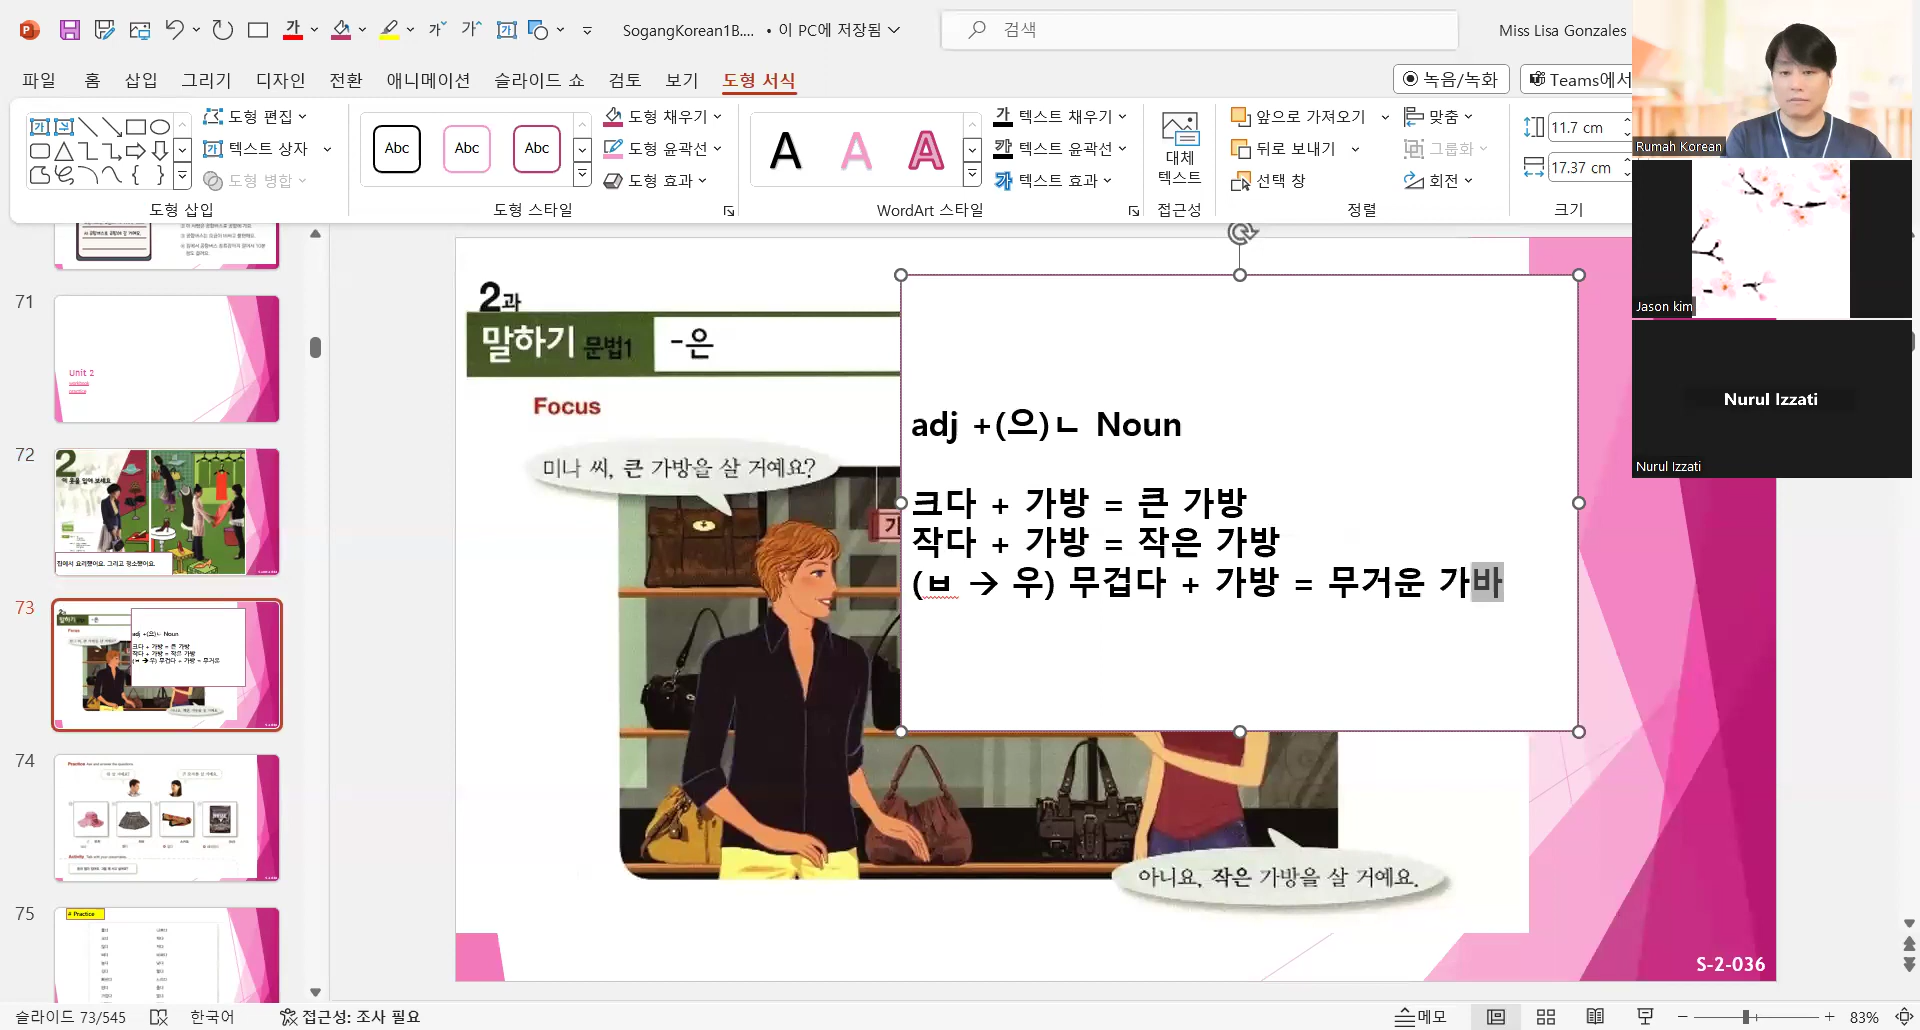 SogangKorean1B.... • 이 PC에 저장됨
검색
Miss Lisa Gonzales
파일 홈 삽입 그리기 디자인 전환 애니메이션 슬라이드 쇼 검토 보기 도형 서식
녹음/녹화 Teams에서
도형 편집
텍스트 상자
도형 병합
도형 삽입
Abc Abc Abc
도형 채우기
도형 윤곽선
도형 효과
도형 스타일
A A A
텍스트 채우기
텍스트 윤곽선
텍스트 효과
WordArt 스타일
대체
텍스트
접근성
앞으로 가져오기
뒤로 보내기
선택 창
맞춤
그룹화
회전
정렬
11.7 cm
17.37 cm
크기
Rumah Korean
Jason kim
Nurul Izzati
Nurul Izzati
71
Unit 2
72
2
73
74
75
# Practice
2과
말하기 문법1 -은
Focus
미나 씨, 큰 가방을 살 거예요?
adj +(으)ㄴ Noun
크다 + 가방 = 큰 가방
작다 + 가방 = 작은 가방
(ㅂ → 우) 무겁다 + 가방 = 무거운 가바
아니요, 작은 가방을 살 거예요.
S-2-036
슬라이드 73/545
한국어
접근성: 조사 필요
메모
83%